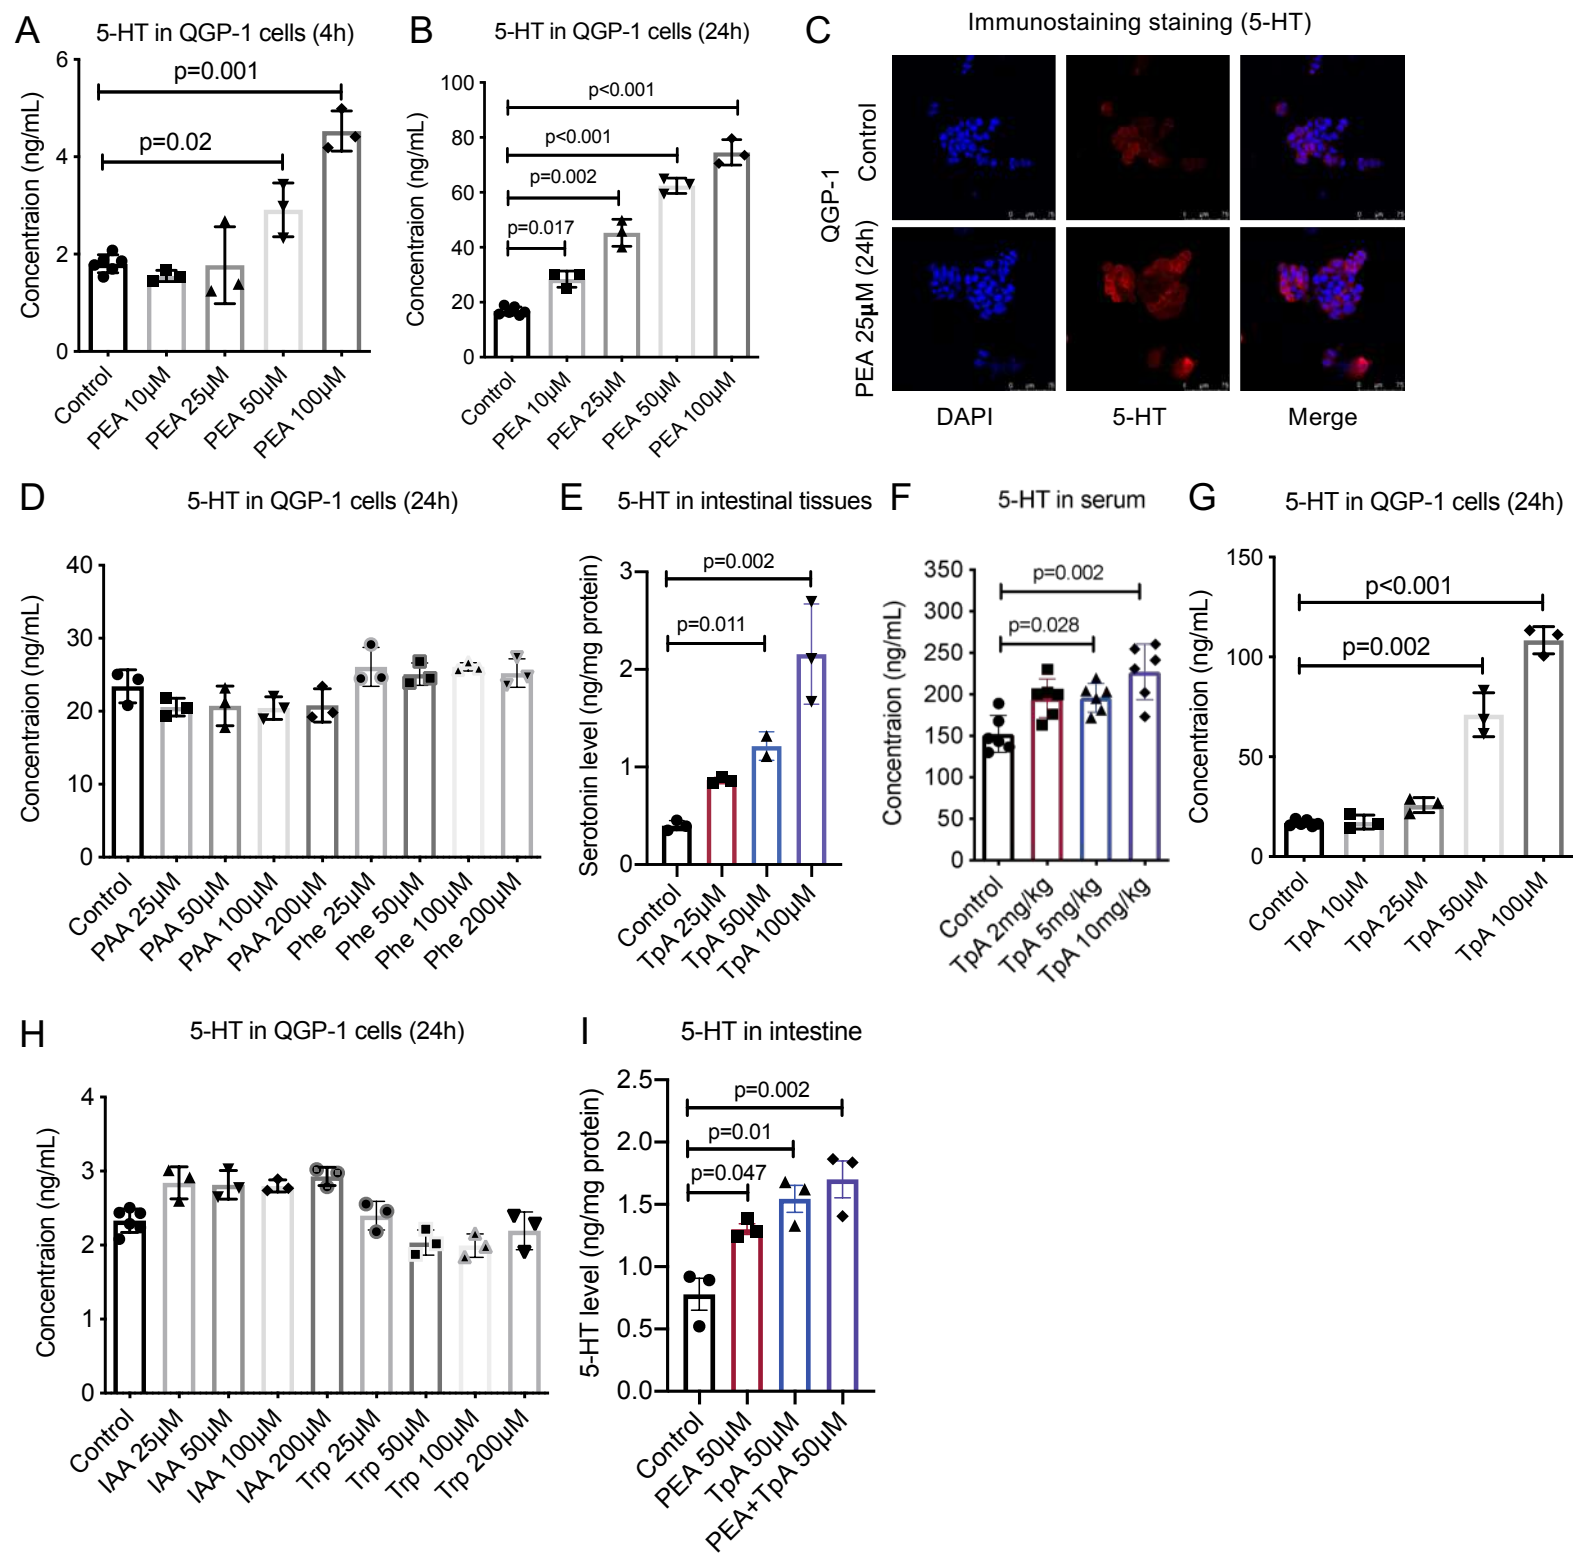 A
5-HT in QGP-1 cells (4h)
Concentraion (ng/mL)
6
4
2
0
p=0.001
p=0.02
Control
PEA 10µM
PEA 25µM
PEA 50µM
PEA 100µM
B
5-HT in QGP-1 cells (24h)
Concentraion (ng/mL)
100
80
60
40
20
0
p<0.001
p<0.001
p=0.002
p=0.017
Control
PEA 10µM
PEA 25µM
PEA 50µM
PEA 100µM
C
Immunostaining staining (5-HT)
QGP-1
Control
PEA 25µM (24h)
DAPI
5-HT
Merge
D
5-HT in QGP-1 cells (24h)
Concentraion (ng/mL)
40
30
20
10
0
Control
PAA 25µM
PAA 50µM
PAA 100µM
PAA 200µM
Phe 25µM
Phe 50µM
Phe 100µM
Phe 200µM
E
5-HT in intestinal tissues
Serotonin level (ng/mg protein)
3
2
1
0
p=0.002
p=0.011
Control
TpA 25µM
TpA 50µM
TpA 100µM
F
5-HT in serum
Concentraion (ng/mL)
350
300
250
200
150
100
50
0
p=0.002
p=0.028
Control
TpA 2mg/kg
TpA 5mg/kg
TpA 10mg/kg
G
5-HT in QGP-1 cells (24h)
Concentraion (ng/mL)
150
100
50
0
p<0.001
p=0.002
Control
TpA 10µM
TpA 25µM
TpA 50µM
TpA 100µM
H
5-HT in QGP-1 cells (24h)
Concentraion (ng/mL)
4
3
2
1
0
Control
IAA 25µM
IAA 50µM
IAA 100µM
IAA 200µM
Trp 25µM
Trp 50µM
Trp 100µM
Trp 200µM
I
5-HT in intestine
5-HT level (ng/mg protein)
2.5
2.0
1.5
1.0
0.5
0.0
p=0.002
p=0.01
p=0.047
Control
PEA 50µM
TpA 50µM
PEA+TpA 50µM